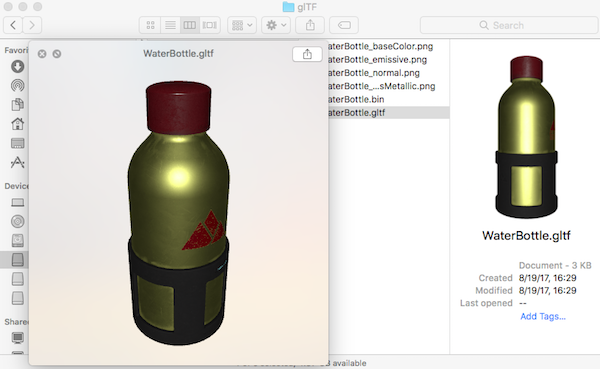 glTF
Search
Favori
WaterBottle.gltf
aterBottle_baseColor.png
aterBottle_emissive.png
aterBottle_normal.png
aterBottle_...sMetallic.png
aterBottle.bin
aterBottle.gltf
Device
Shared
WaterBottle.gltf
Document - 3 KB
Created 8/19/17, 16:29
Modified 8/19/17, 16:29
Last opened --
Add Tags...
available